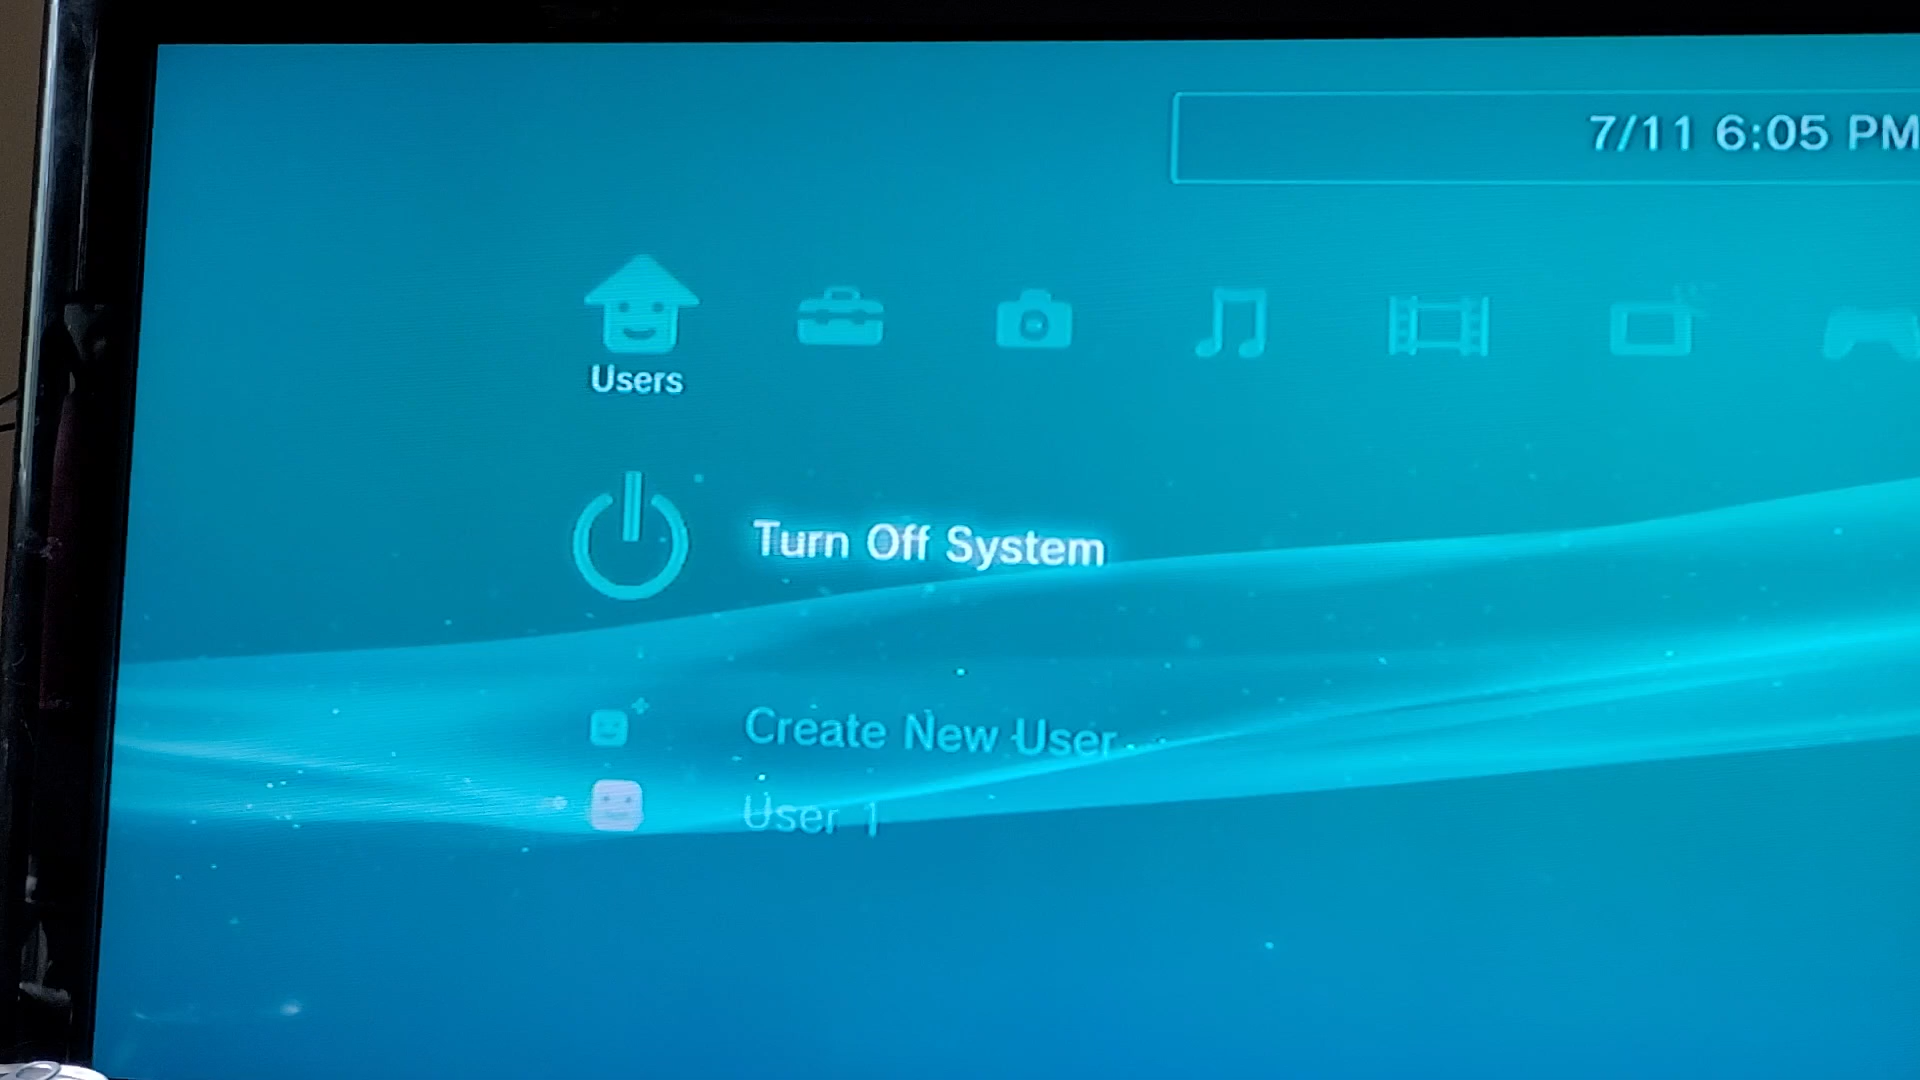 7/11 6:05 PM
Users
Turn Off System
Create New User
User 1